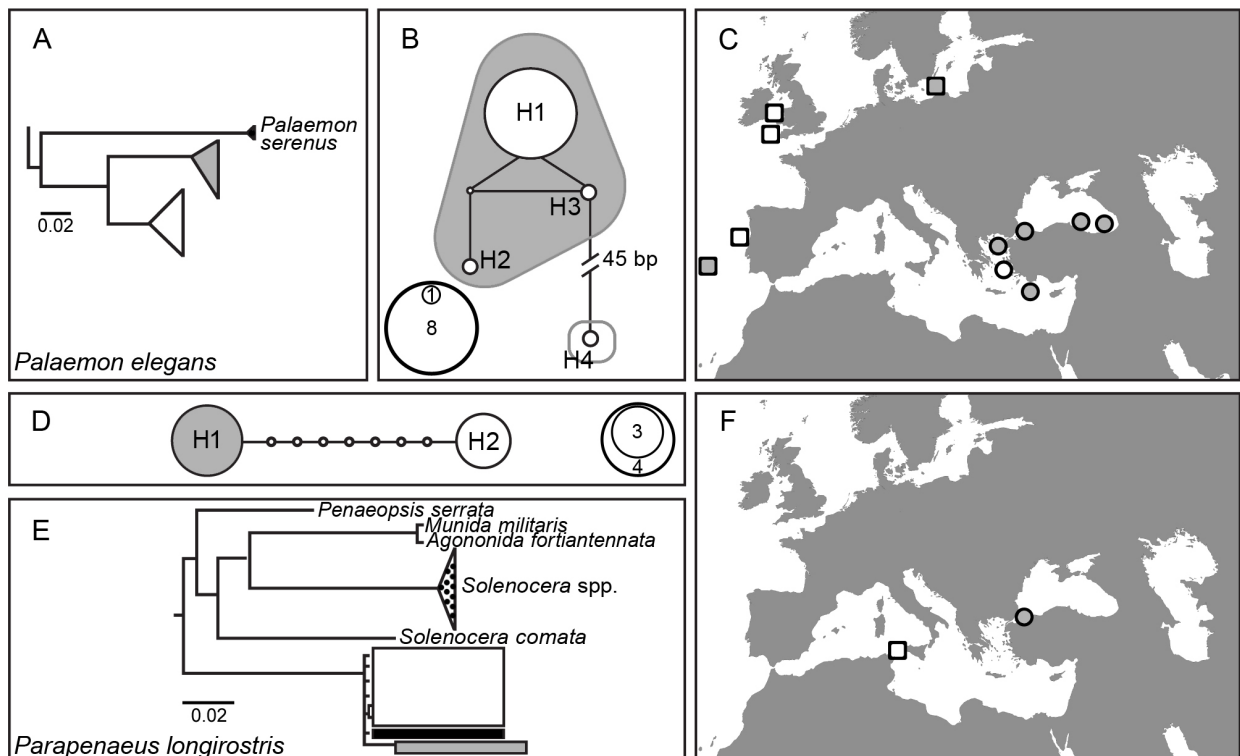 A
Palaemon
serenus
0.02
Palaemon elegans
B
H1
H3
H2
45 bp
1
8
H4
C
D
H1
H2
3
4
E
Penaeopsis serrata
Munida militaris
Agononida fortiantennata
Solenocera spp.
Solenocera comata
0.02
Parapenaeus longirostris
F